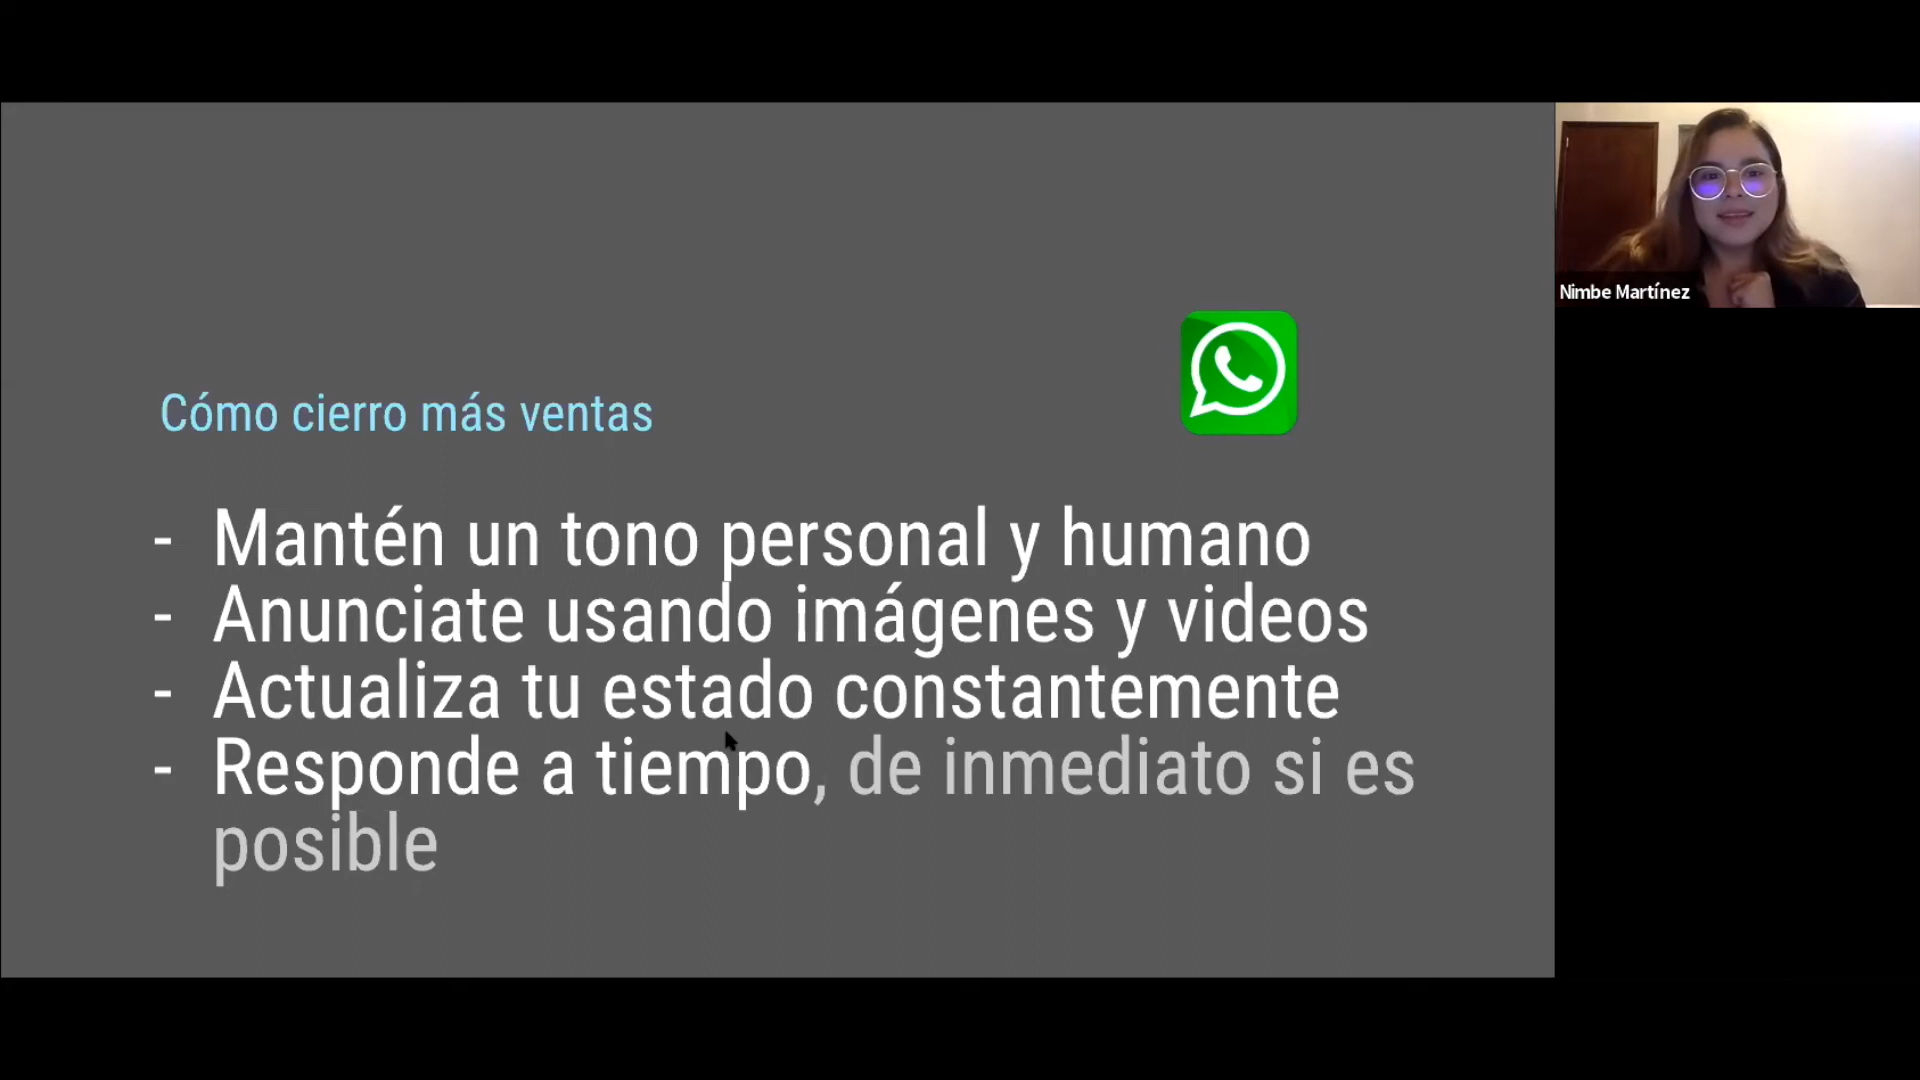 Nimbe Martínez
Cómo cierro más ventas
- Mantén un tono personal y humano
- Anunciate usando imágenes y videos
- Actualiza tu estado constantemente
- Responde a tiempo, de inmediato si es
posible